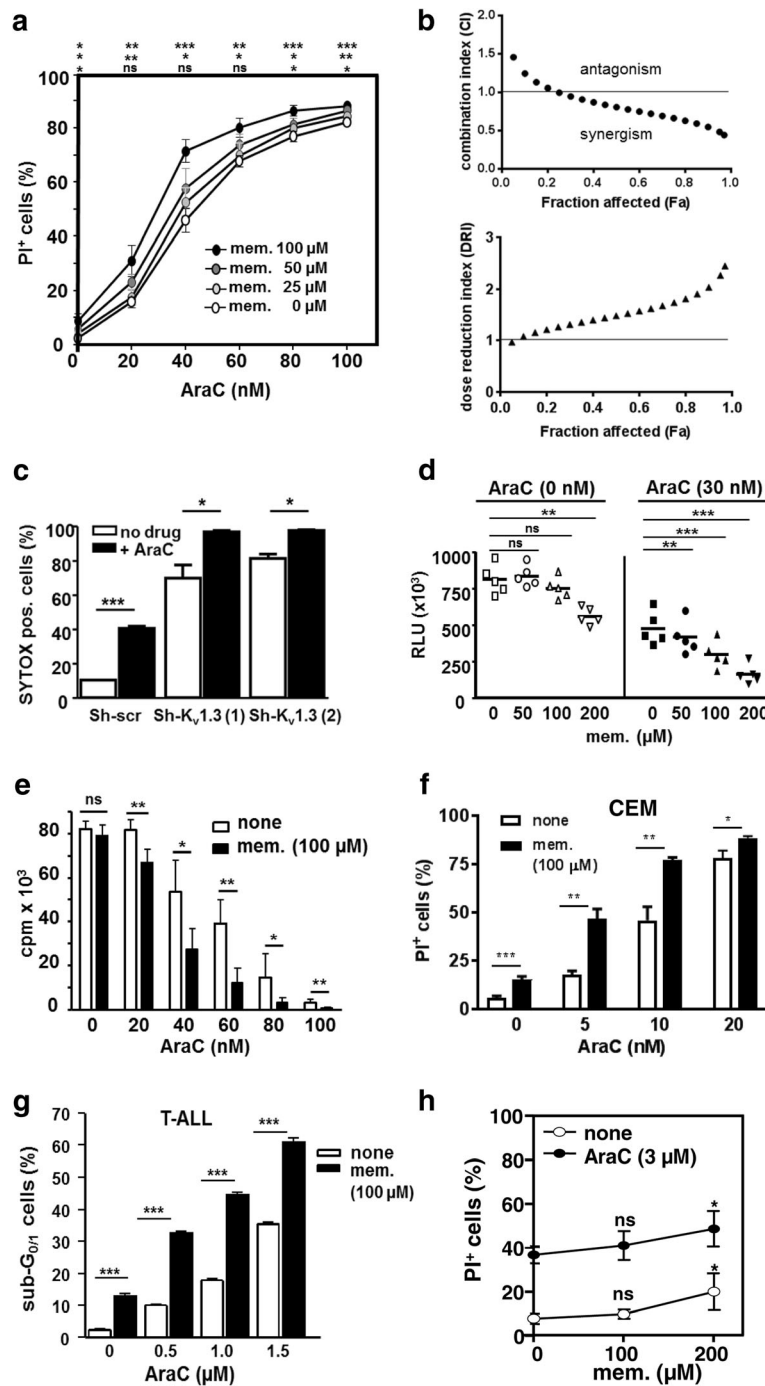 a
* ** *** ** *** ***
* ** * * * **
* ns ns ns * *
100
80
60
40
20
0
PI+ cells (%)
mem. 100 µM
mem. 50 µM
mem. 25 µM
mem. 0 µM
0 20 40 60 80 100
AraC (nM)
b
combination index (CI)
2.0
1.5
1.0
0.5
0.0
antagonism
synergism
0.0 0.2 0.4 0.6 0.8 1.0
Fraction affected (Fa)
dose reduction index (DRI)
3
2
1
0
0.0 0.2 0.4 0.6 0.8 1.0
Fraction affected (Fa)
c
SYTOX pos. cells (%)
100
80
60
40
20
0
no drug
+ AraC
*** * *
Sh-scr Sh-Kv1.3 (1) Sh-Kv1.3 (2)
d
AraC (0 nM) AraC (30 nM)
**
ns
ns
***
***
**
RLU (x10³)
1000
750
500
250
0 50 100 200 0 50 100 200
mem. (µM)
e
cpm x 10³
80
60
40
20
0
ns ** * ** * **
none
mem. (100 µM)
0 20 40 60 80 100
AraC (nM)
f
CEM
PI+ cells (%)
100
75
50
25
0
none
mem.
(100 µM)
*** ** ** *
0 5 10 20
AraC (nM)
g
T-ALL
sub-G0/1 cells (%)
70
60
50
40
30
20
10
0
*** *** *** ***
none
mem.
(100 µM)
0 0.5 1.0 1.5
AraC (µM)
h
PI+ cells (%)
100
80
60
40
20
0
none
AraC (3 µM)
ns *
ns *
0 100 200
mem. (µM)